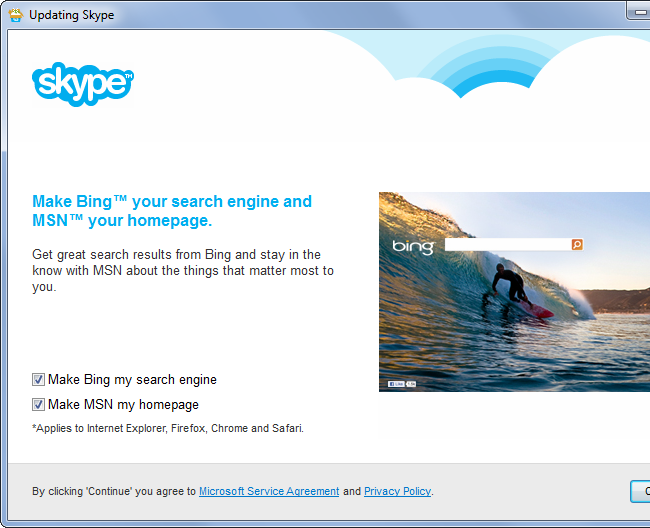 Updating Skype
skype™
Make Bing™ your search engine and
MSN™ your homepage.
Get great search results from Bing and stay in the
know with MSN about the things that matter most to
you.
bing
Like
Make Bing my search engine
Make MSN my homepage
*Applies to Internet Explorer, Firefox, Chrome and Safari.
By clicking 'Continue' you agree to Microsoft Service Agreement and Privacy Policy.